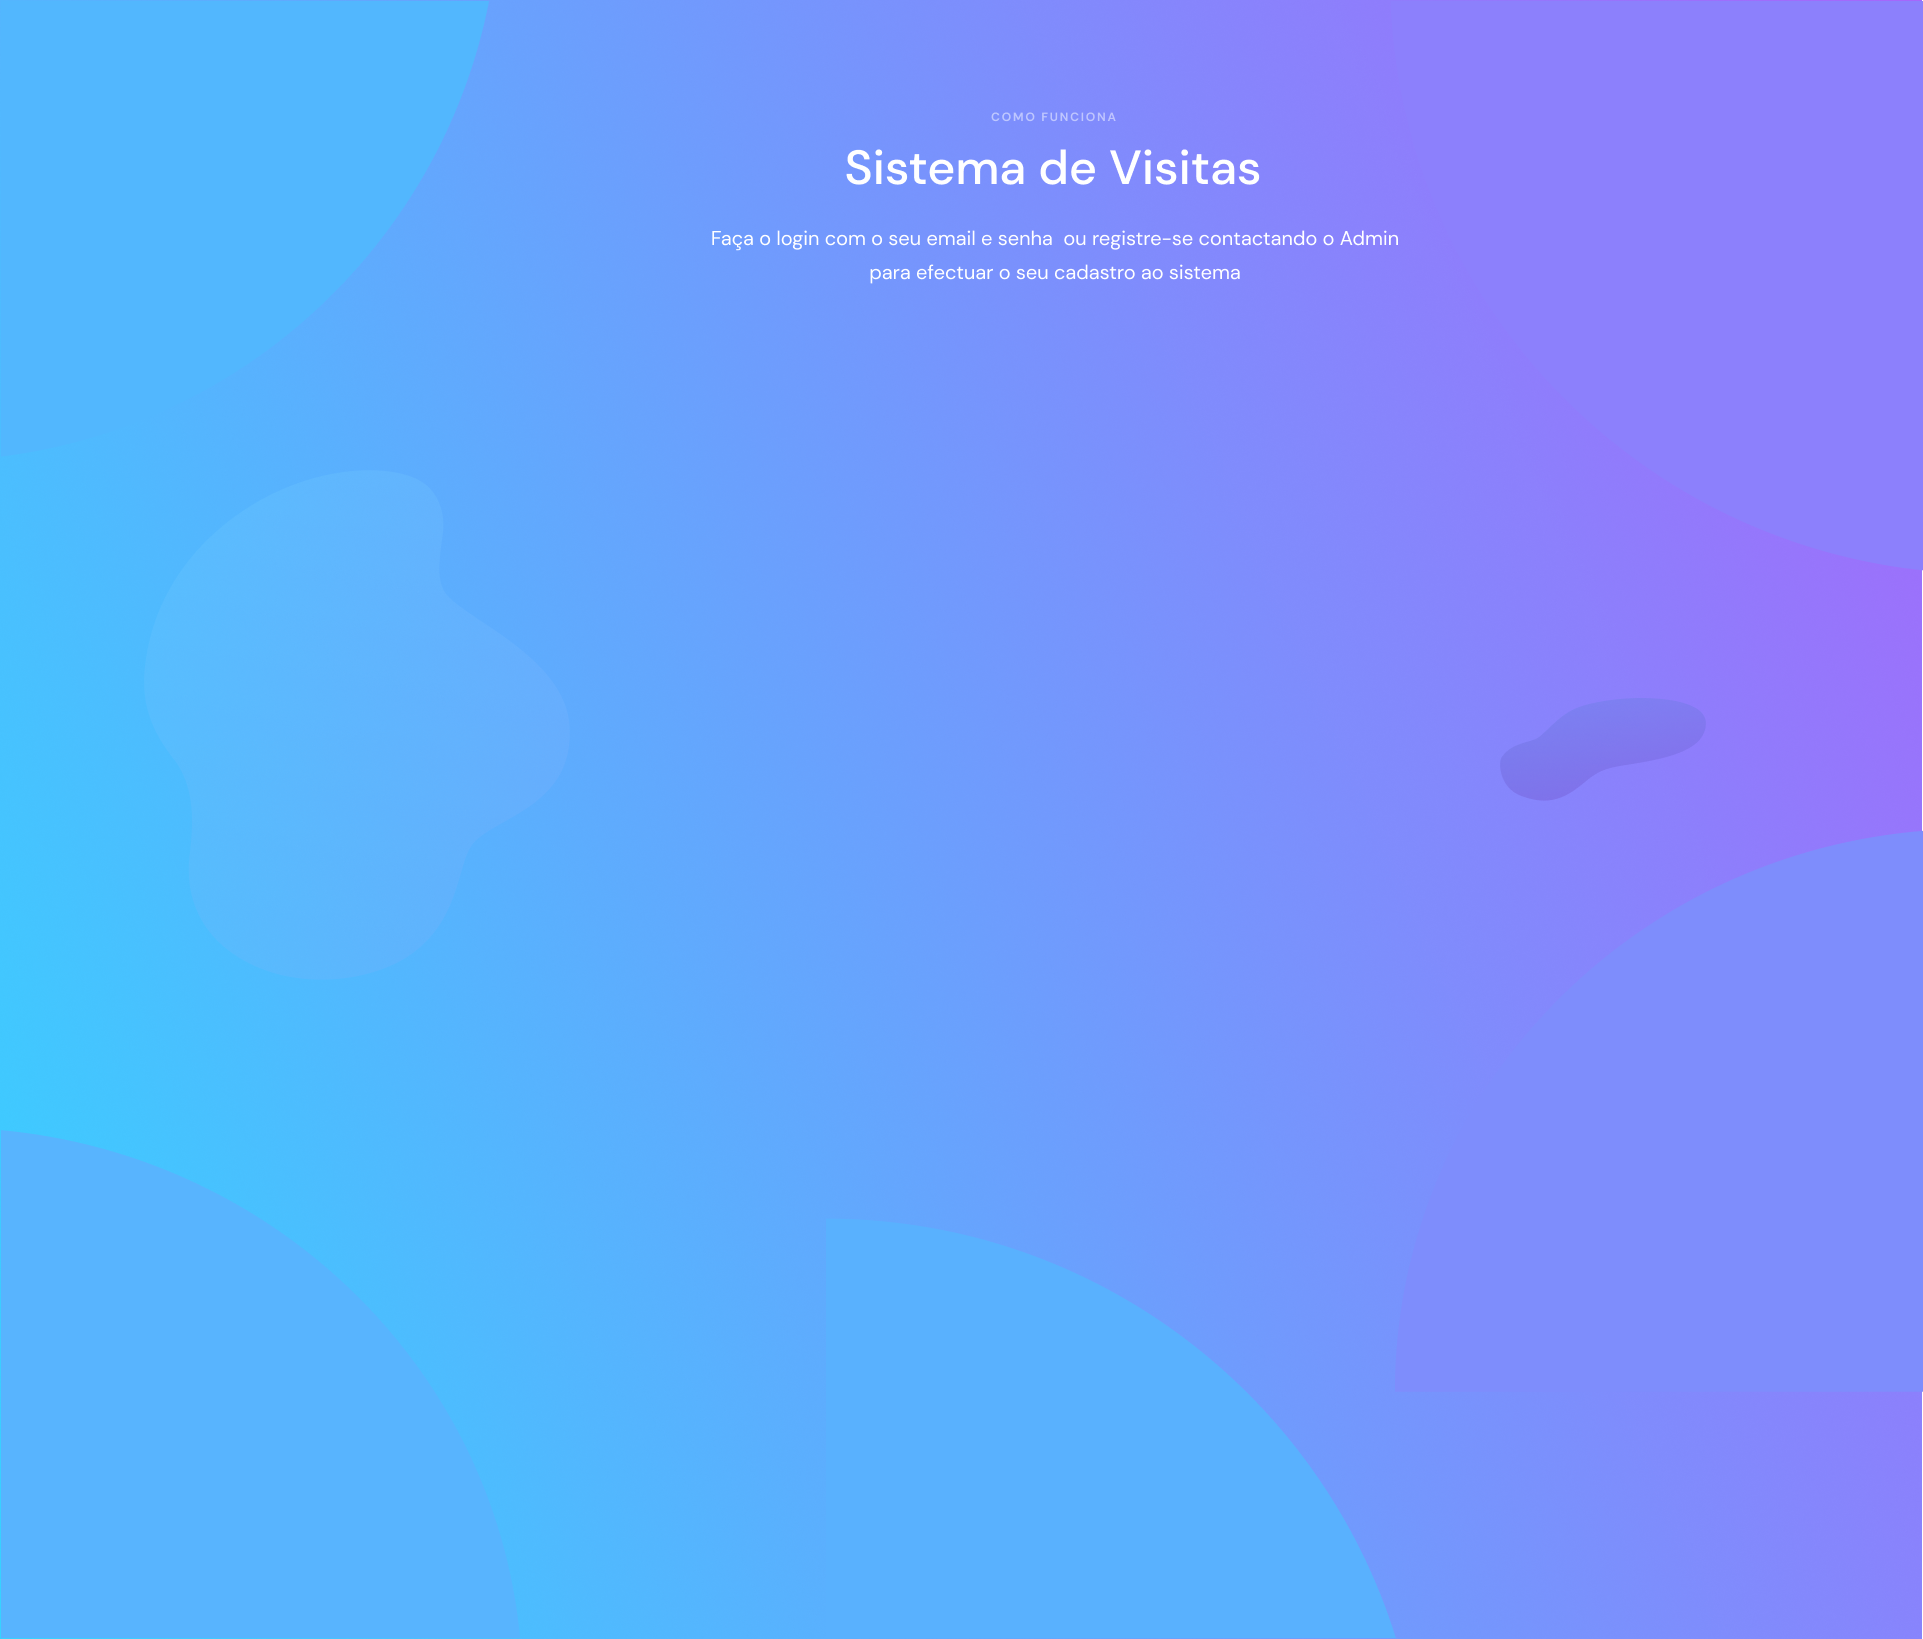 COMO FUNCIONA
Sistema de Visitas
Faça o login com o seu email e senha  ou registre-se contactando o Admin
para efectuar o seu cadastro ao sistema